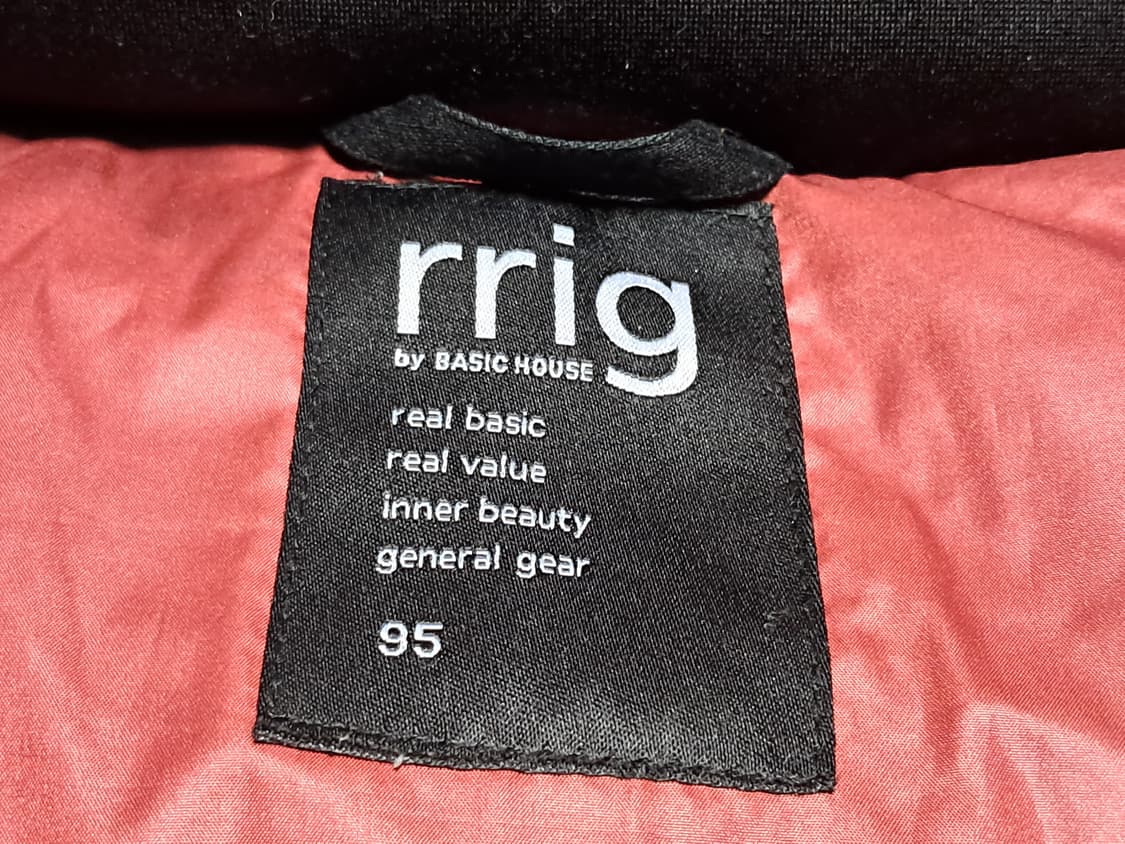 rrig
by BASIC HOUSE
real basic
real value
inner beauty
general gear
95